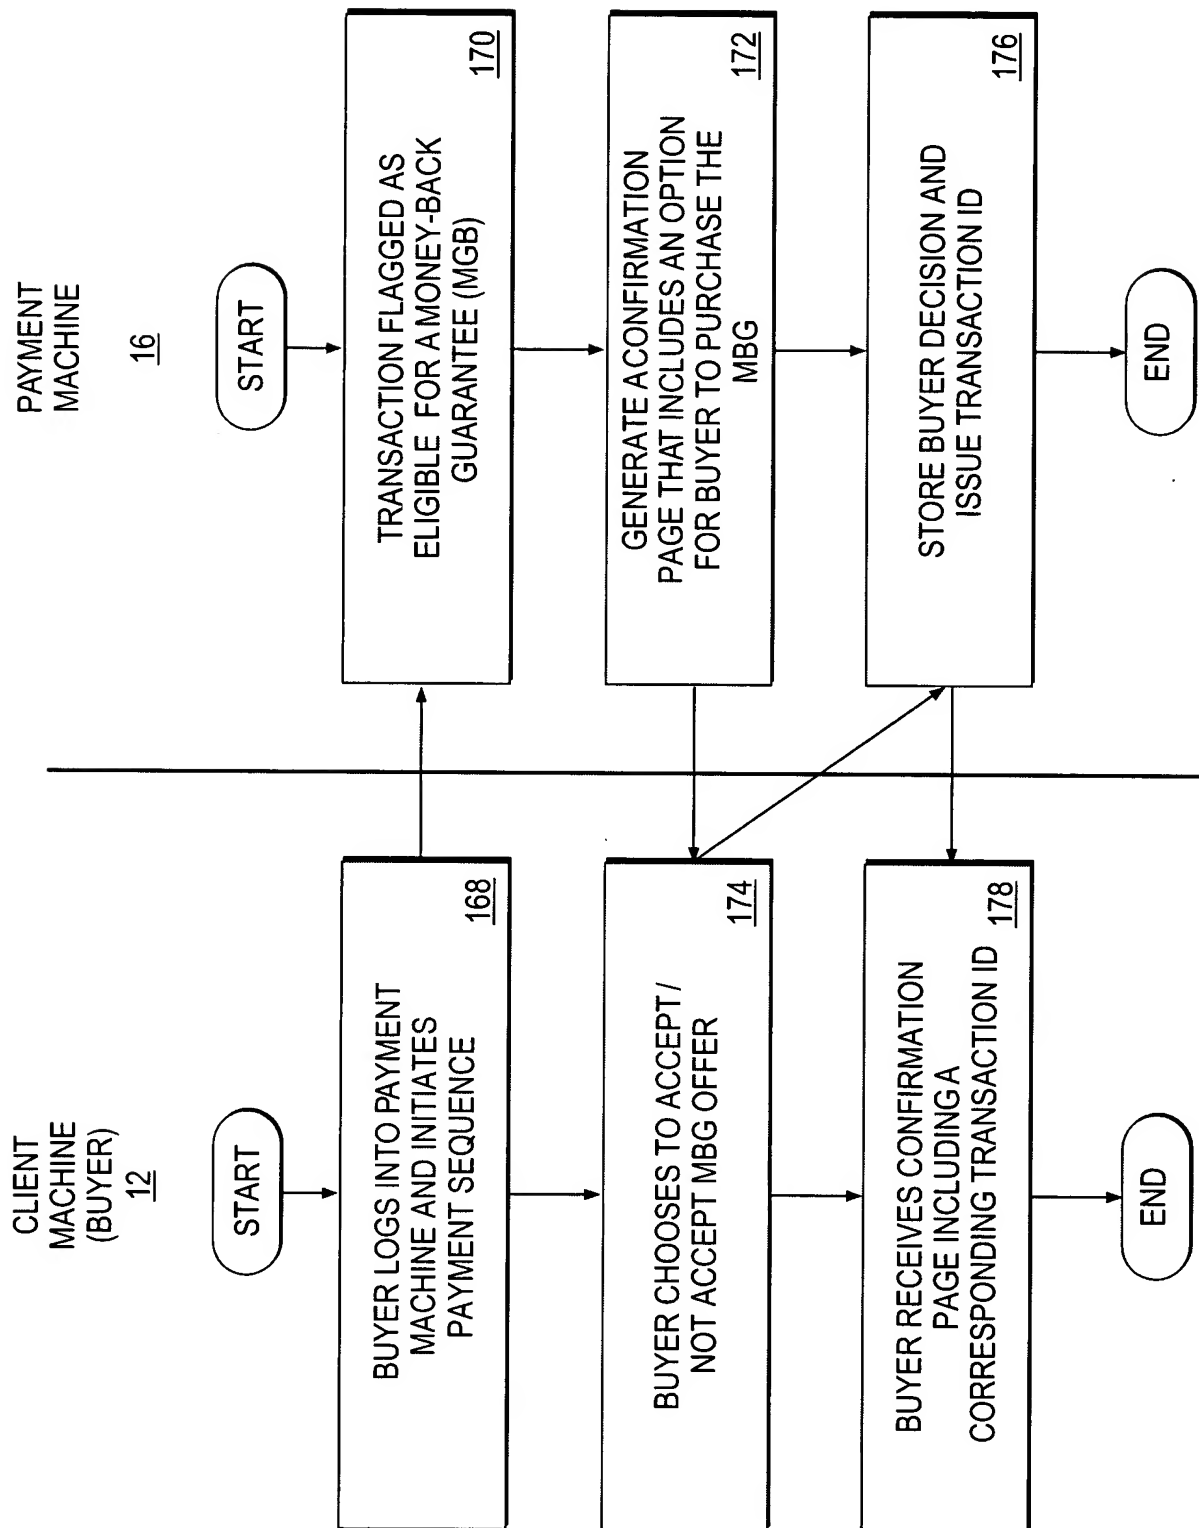 CLIENT
MACHINE
(BUYER)
12
START
BUYER LOGS INTO PAYMENT
MACHINE AND INITIATES
PAYMENT SEQUENCE
168
BUYER CHOOSES TO ACCEPT /
NOT ACCEPT MBG OFFER
174
BUYER RECEIVES CONFIRMATION
PAGE INCLUDING A
CORRESPONDING TRANSACTION ID
178
END
PAYMENT
MACHINE
16
START
TRANSACTION FLAGGED AS
ELIGIBLE FOR A MONEY-BACK
GUARANTEE (MGB)
170
GENERATE A CONFIRMATION
PAGE THAT INCLUDES AN OPTION
FOR BUYER TO PURCHASE THE
MBG
172
STORE BUYER DECISION AND
ISSUE TRANSACTION ID
176
END